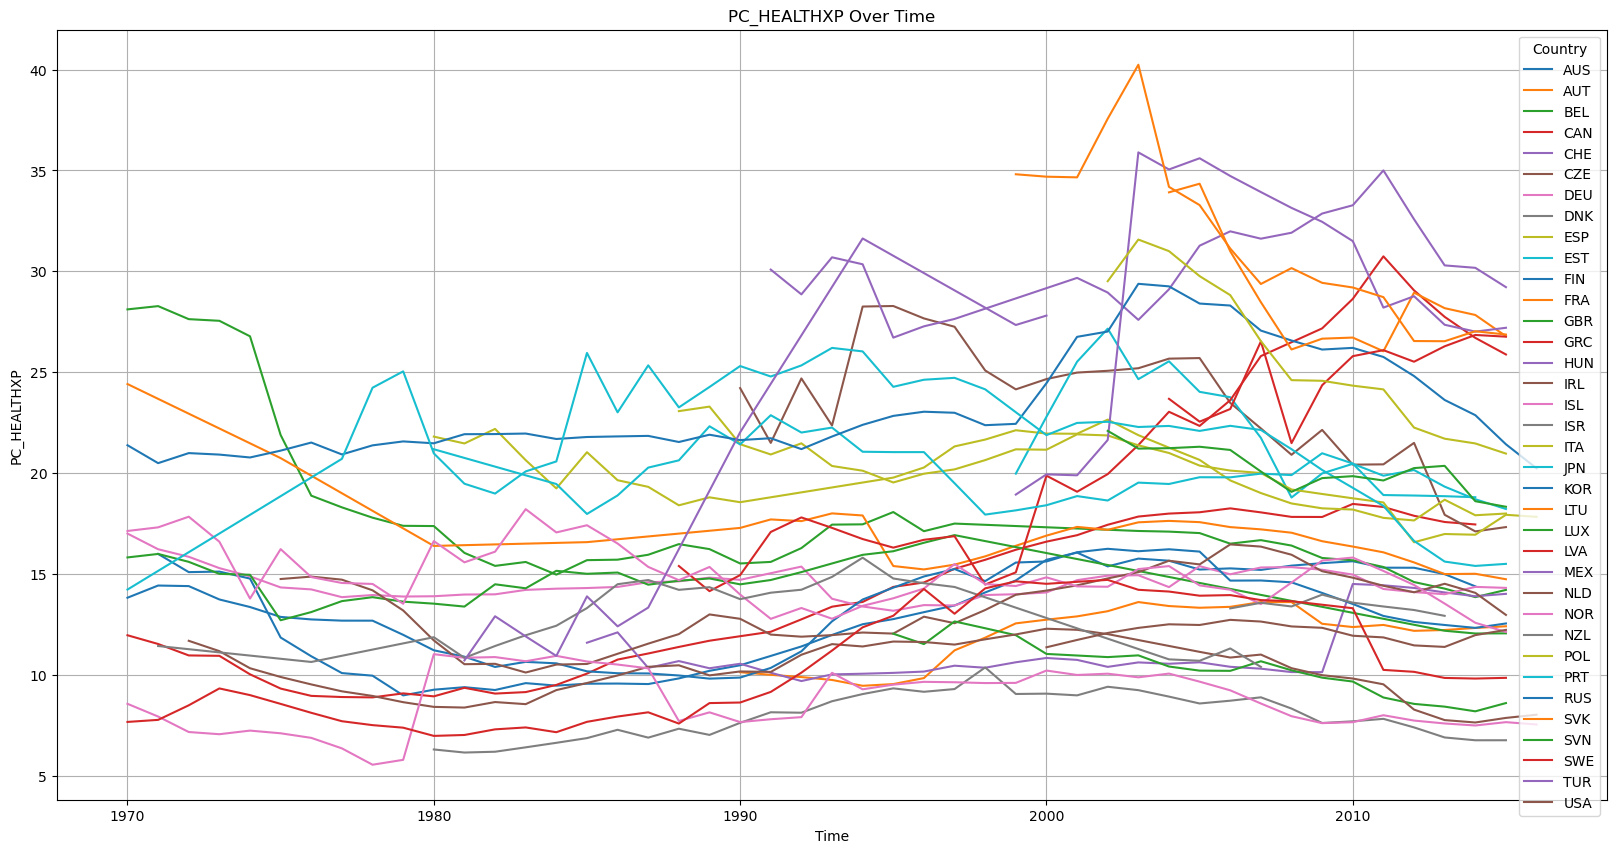 PC_HEALTHXP Over Time
PC_HEALTHXP
40
35
30
25
20
15
10
5
1970
1980
1990
2000
2010
Time
Country
AUS
AUT
BEL
CAN
CHE
CZE
DEU
DNK
ESP
EST
FIN
FRA
GBR
GRC
HUN
IRL
ISL
ISR
ITA
JPN
KOR
LTU
LUX
LVA
MEX
NLD
NOR
NZL
POL
PRT
RUS
SVK
SVN
SWE
TUR
USA